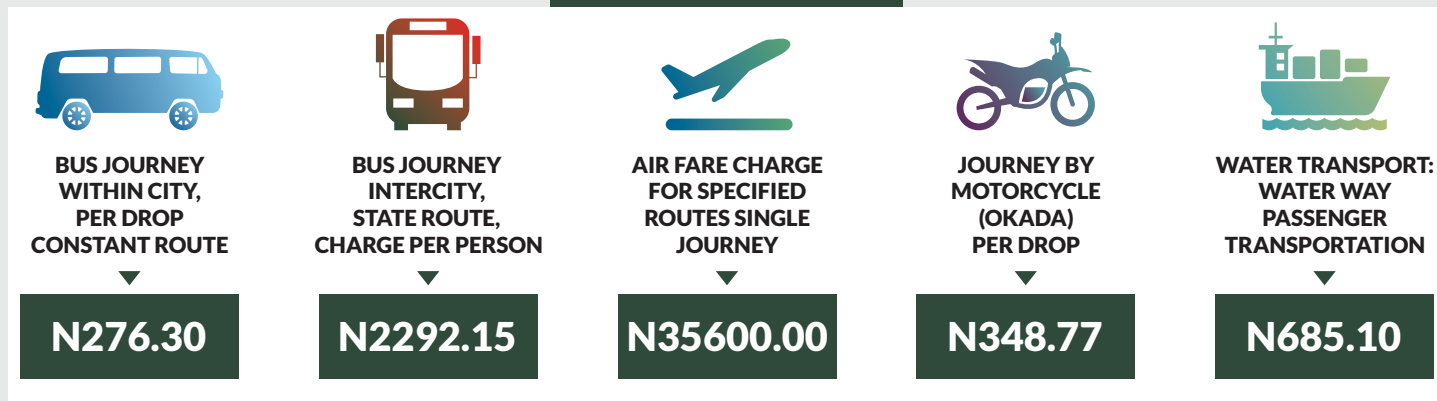 BUS JOURNEY
WITHIN CITY,
PER DROP
CONSTANT ROUTE
N276.30
BUS JOURNEY
INTERCITY,
STATE ROUTE,
CHARGE PER PERSON
N2292.15
AIR FARE CHARGE
FOR SPECIFIED
ROUTES SINGLE
JOURNEY
N35600.00
JOURNEY BY
MOTORCYCLE
(OKADA)
PER DROP
N348.77
WATER TRANSPORT:
WATER WAY
PASSENGER
TRANSPORTATION
N685.10